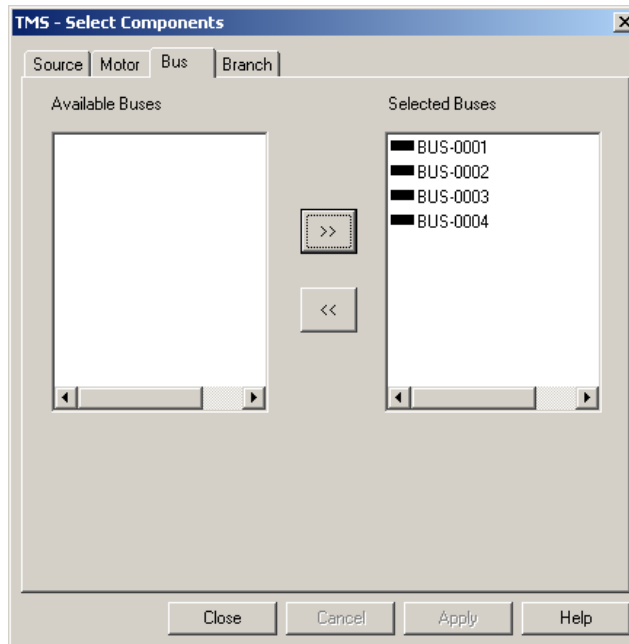 TMS - Select Components
Source Motor Bus Branch
Available Buses Selected Buses
BUS-0001
BUS-0002
BUS-0003
BUS-0004
>>
<<
Close Cancel Apply Help